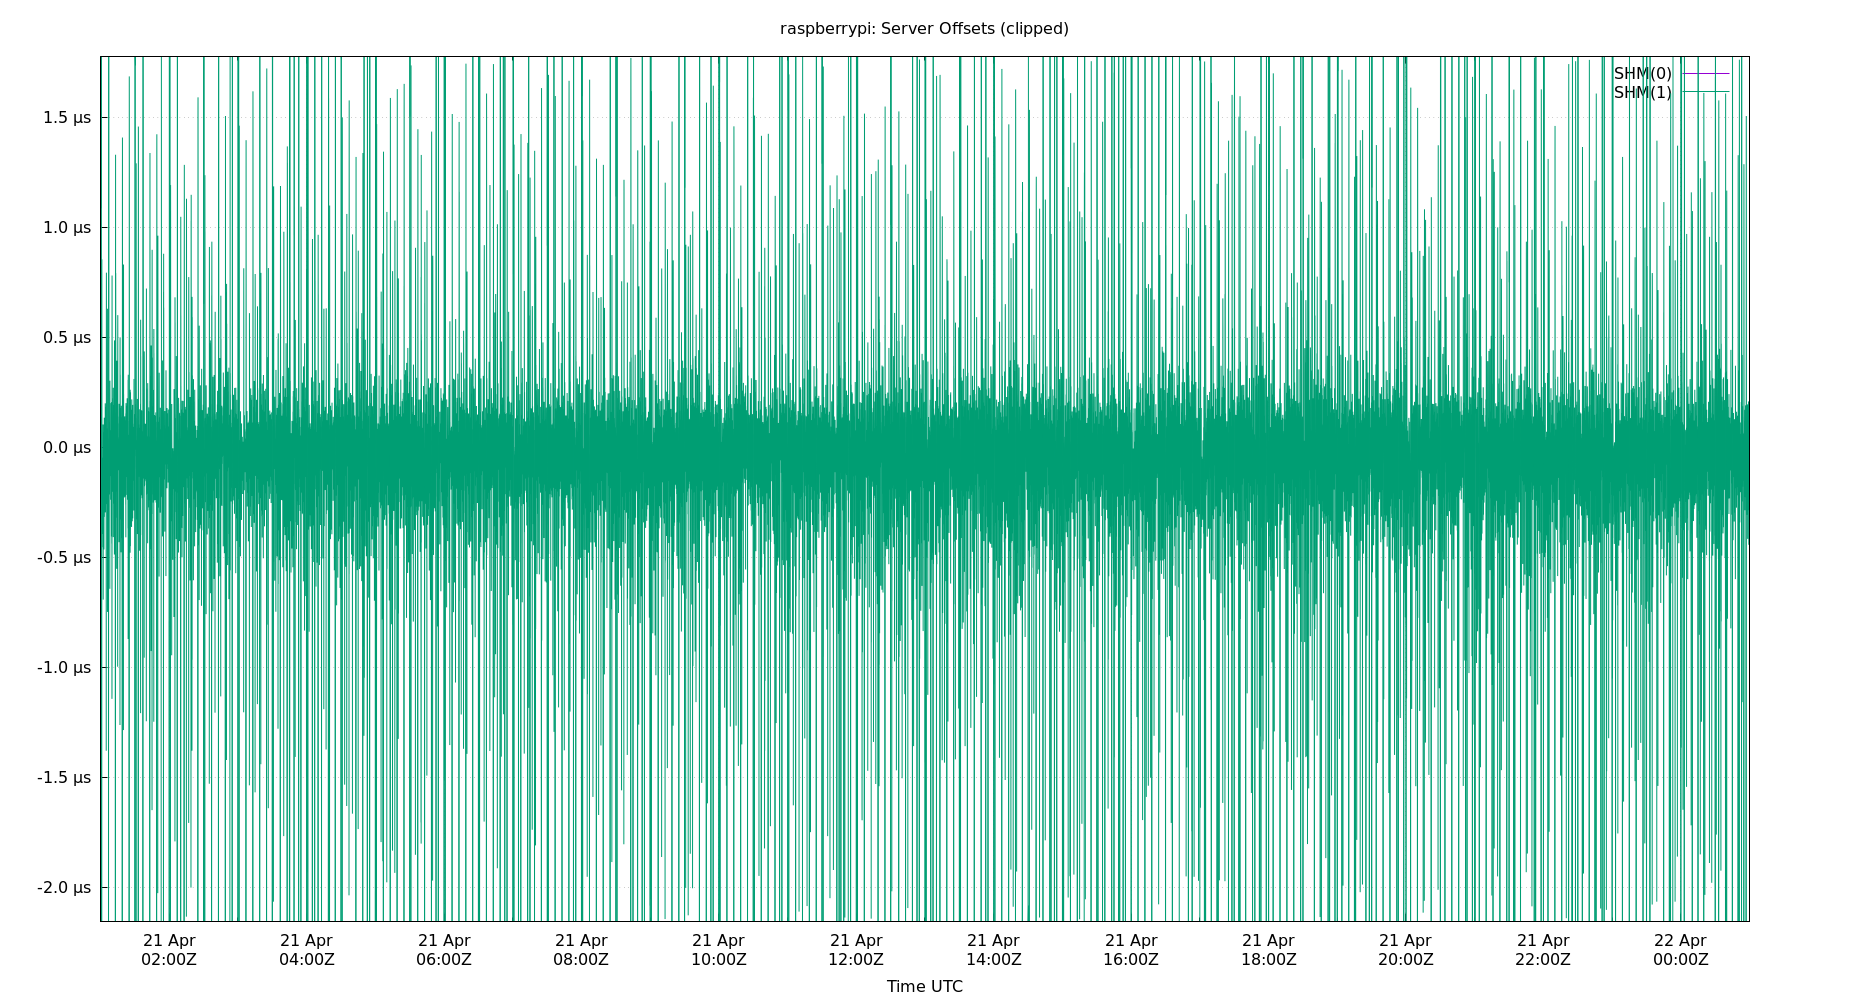 raspberrypi: Server Offsets (clipped)
SHM(0)
SHM(1)
1.5 µs
1.0 µs
0.5 µs
0.0 µs
-0.5 µs
-1.0 µs
-1.5 µs
-2.0 µs
21 Apr 21 Apr 21 Apr 21 Apr 21 Apr 21 Apr 21 Apr 21 Apr 21 Apr 21 Apr 21 Apr 22 Apr
02:00Z 04:00Z 06:00Z 08:00Z 10:00Z 12:00Z 14:00Z 16:00Z 18:00Z 20:00Z 22:00Z 00:00Z
Time UTC